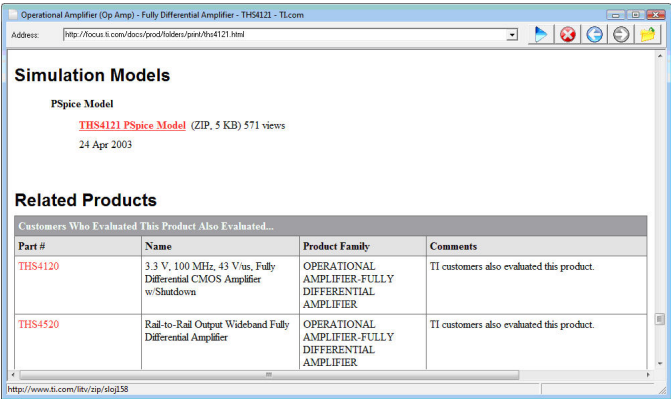 Operational Amplifier (Op Amp) - Fully Differential Amplifier - THS4121 - TI.com
Address: http://focus.ti.com/docs/prod/folders/print/ths4121.html
Simulation Models
PSpice Model
THS4121 PSpice Model (ZIP, 5 KB) 571 views
24 Apr 2003
Related Products
Customers Who Evaluated This Product Also Evaluated...
Part # Name Product Family Comments
THS4120 3.3 V, 100 MHz, 43 V/us, Fully OPERATIONAL TI customers also evaluated this product.
Differential CMOS Amplifier AMPLIFIER-FULLY
w/Shutdown DIFFERENTIAL
AMPLIFIER
THS4520 Rail-to-Rail Output Wideband Fully OPERATIONAL TI customers also evaluated this product.
Differential Amplifier AMPLIFIER-FULLY
DIFFERENTIAL
AMPLIFIER
http://www.ti.com/litv/zip/sloj158